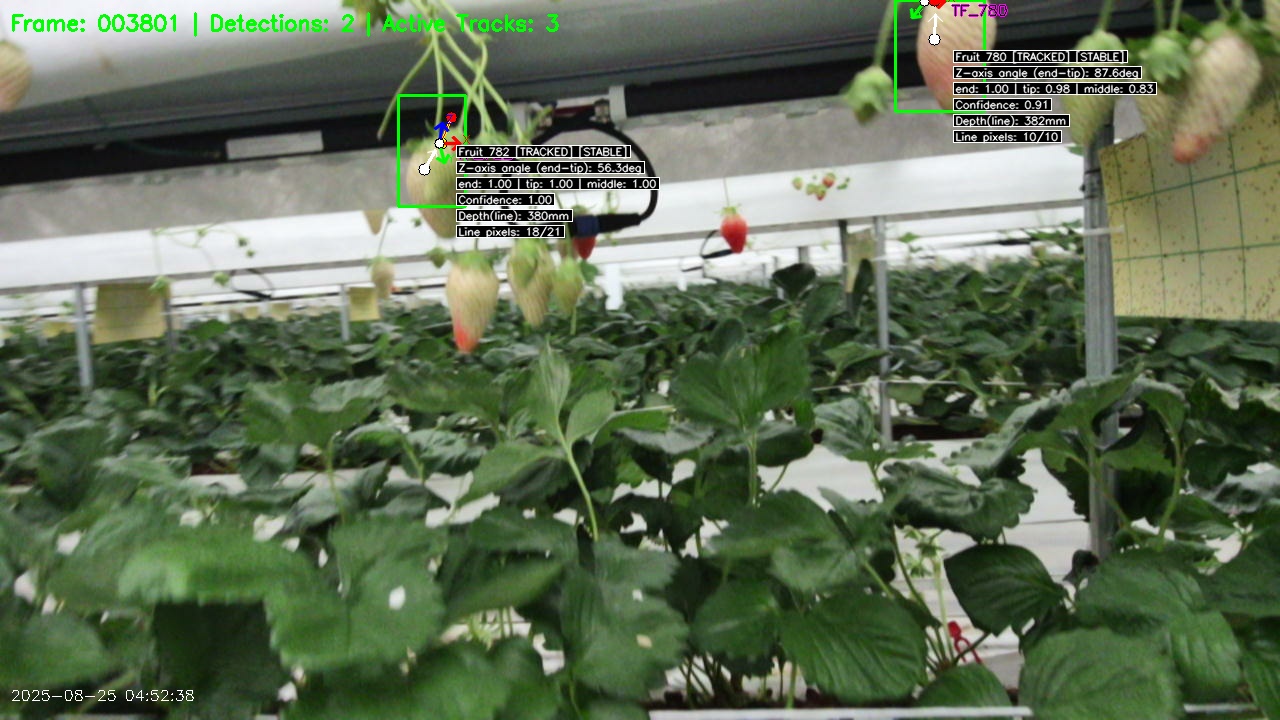 Frame: 003801 | Detections: 2 | Active Tracks: 3
TF_780
Fruit 780 [TRACKED] [STABLE]
Z-axis angle (end-tip): 87.6deg
end: 1.00 | tip: 0.98 | middle: 0.83
Confidence: 0.91
Depth(line): 382mm
Line pixels: 10/10
Fruit 782 [TRACKED] [STABLE]
Z-axis angle (end-tip): 56.3deg
end: 1.00 | tip: 1.00 | middle: 1.00
Confidence: 1.00
Depth(line): 380mm
Line pixels: 18/21
2025-08-25 04:52:38